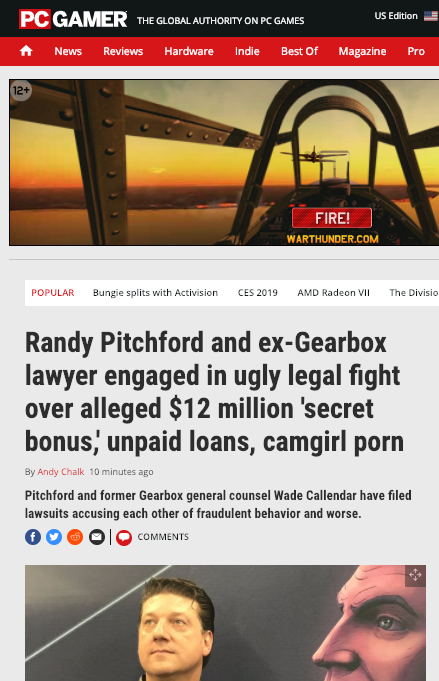 PC GAMER THE GLOBAL AUTHORITY ON PC GAMES US Edition
News Reviews Hardware Indie Best Of Magazine Pro
12+
FIRE!
WARTHUNDER.COM
POPULAR Bungie splits with Activision CES 2019 AMD Radeon VII The Divisio
Randy Pitchford and ex-Gearbox
lawyer engaged in ugly legal fight
over alleged $12 million 'secret
bonus,' unpaid loans, camgirl porn
By Andy Chalk 10 minutes ago
Pitchford and former Gearbox general counsel Wade Callendar have filed
lawsuits accusing each other of fraudulent behavior and worse.
COMMENTS